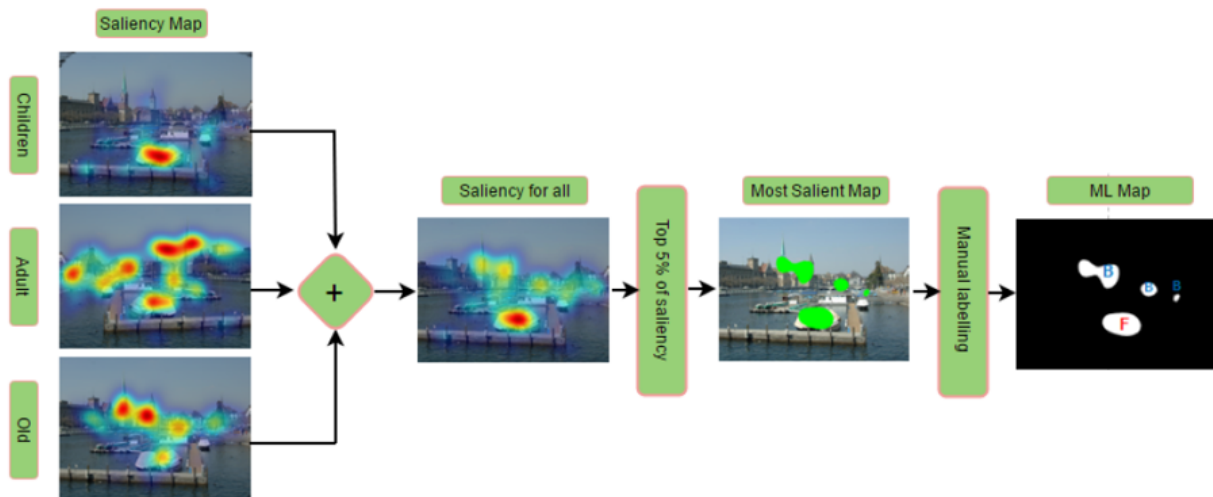 Saliency Map
Children
Adult
Old
+
Saliency for all
Top 5% of saliency
Most Salient Map
Manual labelling
ML Map
B
B
B
F